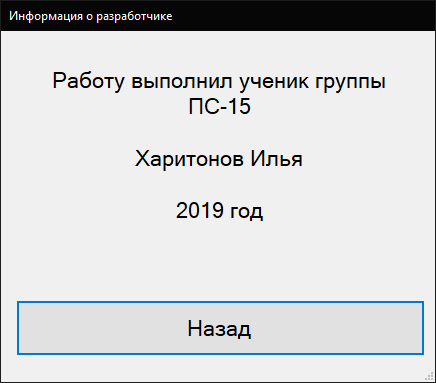 Информация о разработчике
Работу выполнил ученик группы
ПС-15
Харитонов Илья
2019 год
Назад